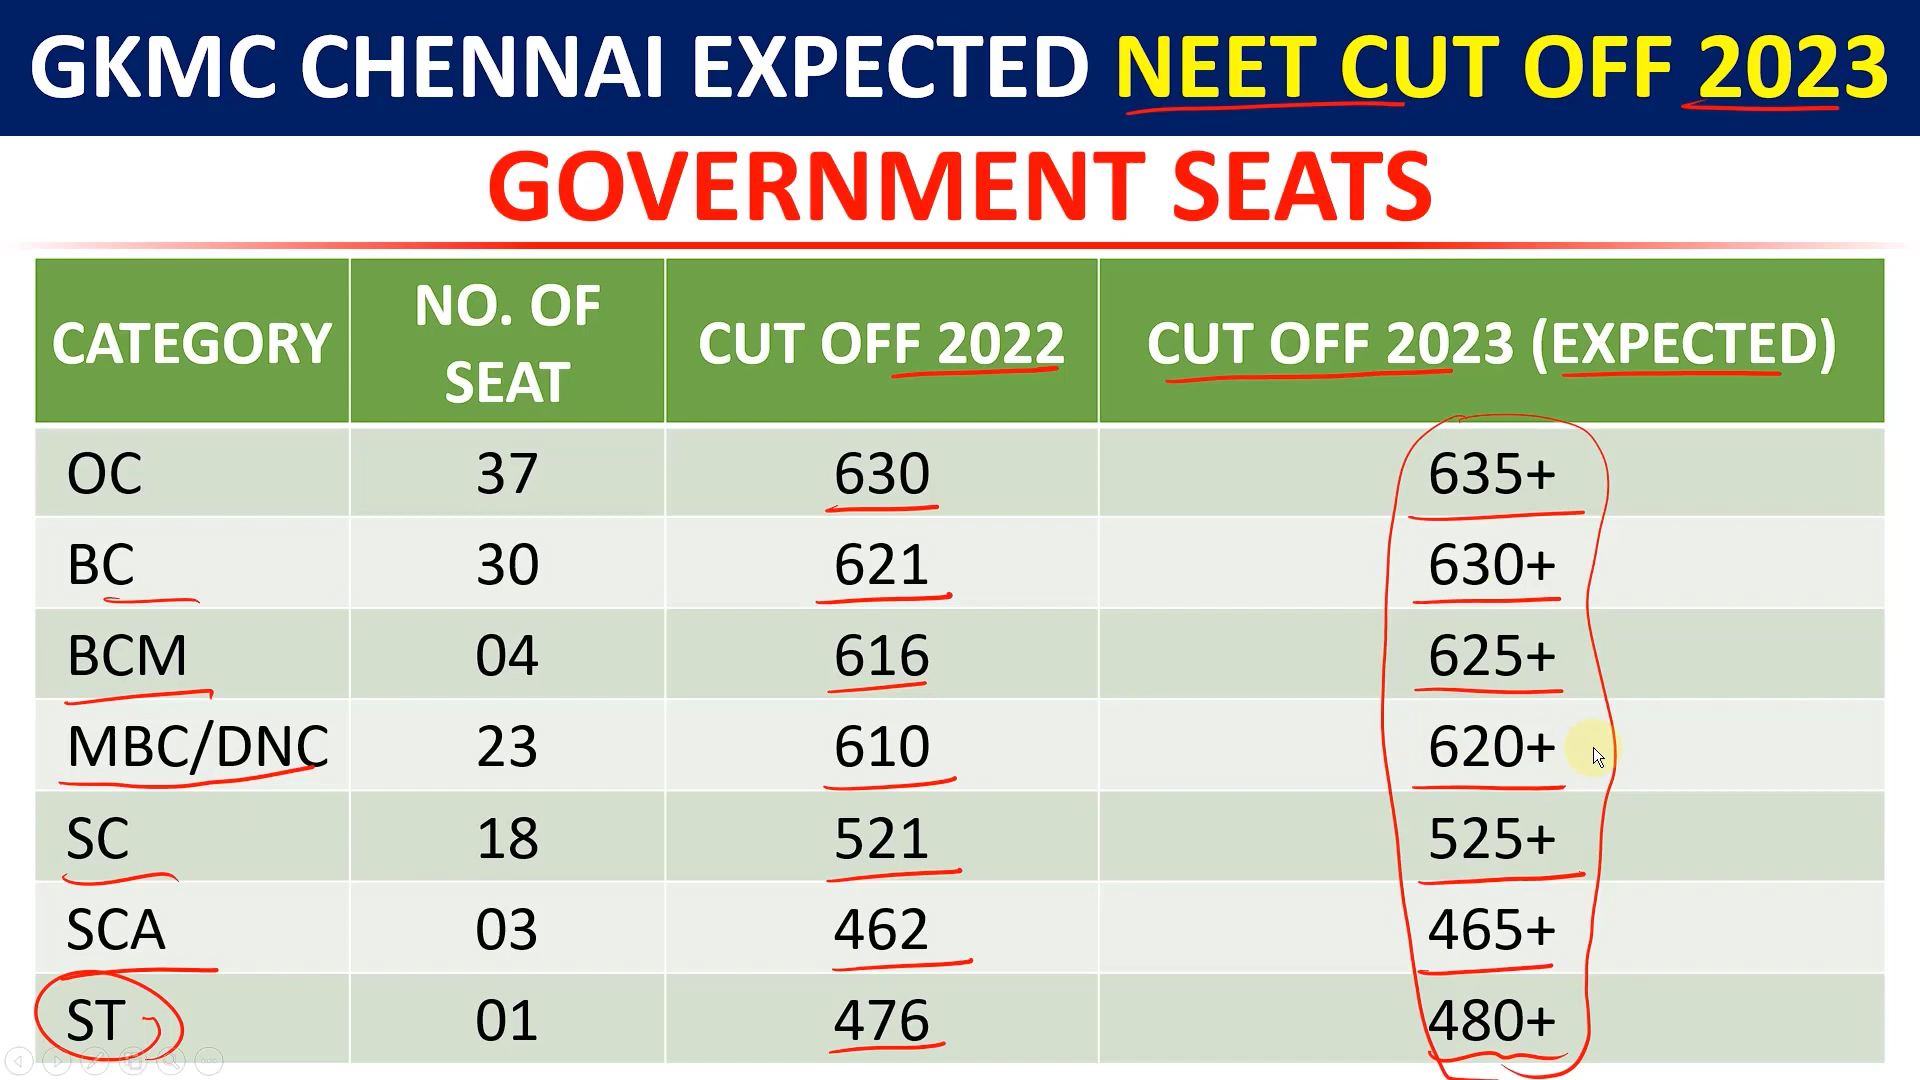 GKMC CHENNAI EXPECTED NEET CUT OFF 2023
GOVERNMENT SEATS
CATEGORY NO. OF SEAT CUT OFF 2022 CUT OFF 2023 (EXPECTED)
OC 37 630 635+
BC 30 621 630+
BCM 04 616 625+
MBC/DNC 23 610 620+
SC 18 521 525+
SCA 03 462 465+
ST 01 476 480+